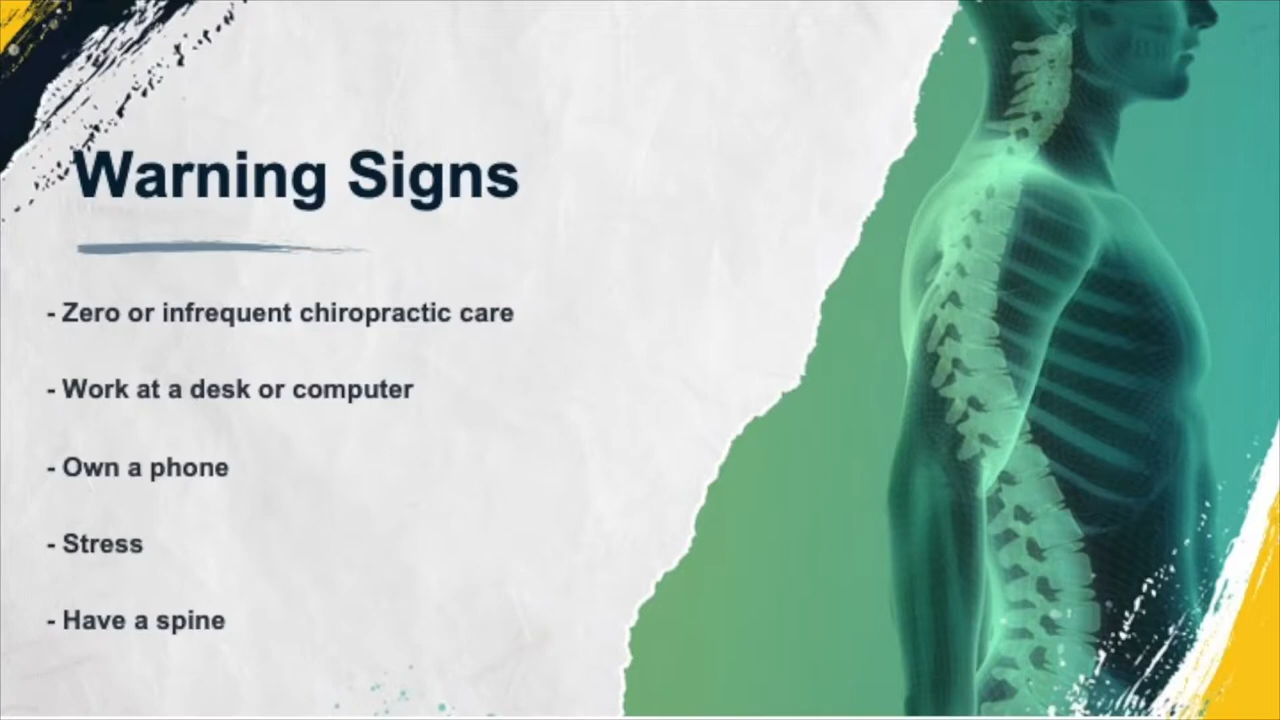 Warning Signs
- Zero or infrequent chiropractic care
- Work at a desk or computer
- Own a phone
- Stress
- Have a spine